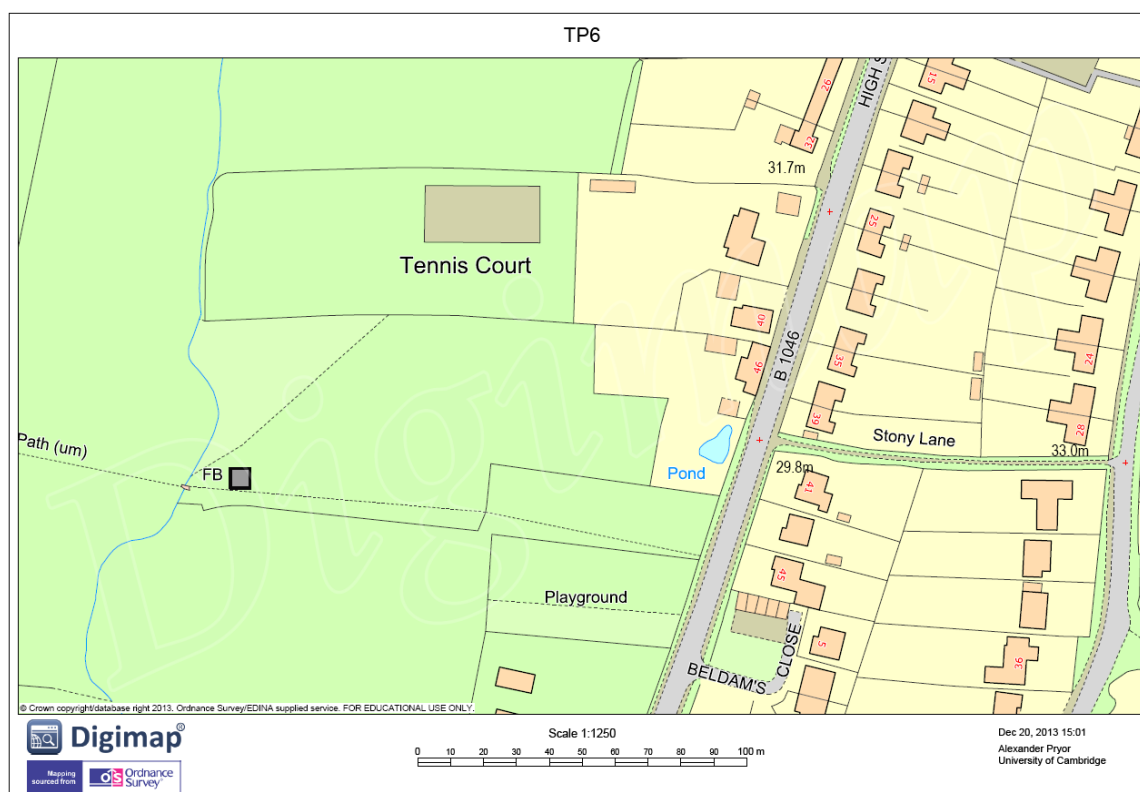 TP6
HIGH S
15
26
32
31.7m
25
Tennis Court
40
B 1046
46
35
24
39
28
Stony Lane
33.0m
Path (um)
FB
Pond
29.8m
41
45
Playground
5
36
BELDAM'S
CLOSE
Digimap
© Crown copyright/database right 2013. Ordnance Survey/EDINA supplied service. FOR EDUCATIONAL USE ONLY.
Digimap®
Mapping
sourced from
Ordnance
Survey®
OS
Scale 1:1250
0 10 20 30 40 50 60 70 80 90 100 m
Dec 20, 2013 15:01
Alexander Pryor
University of Cambridge